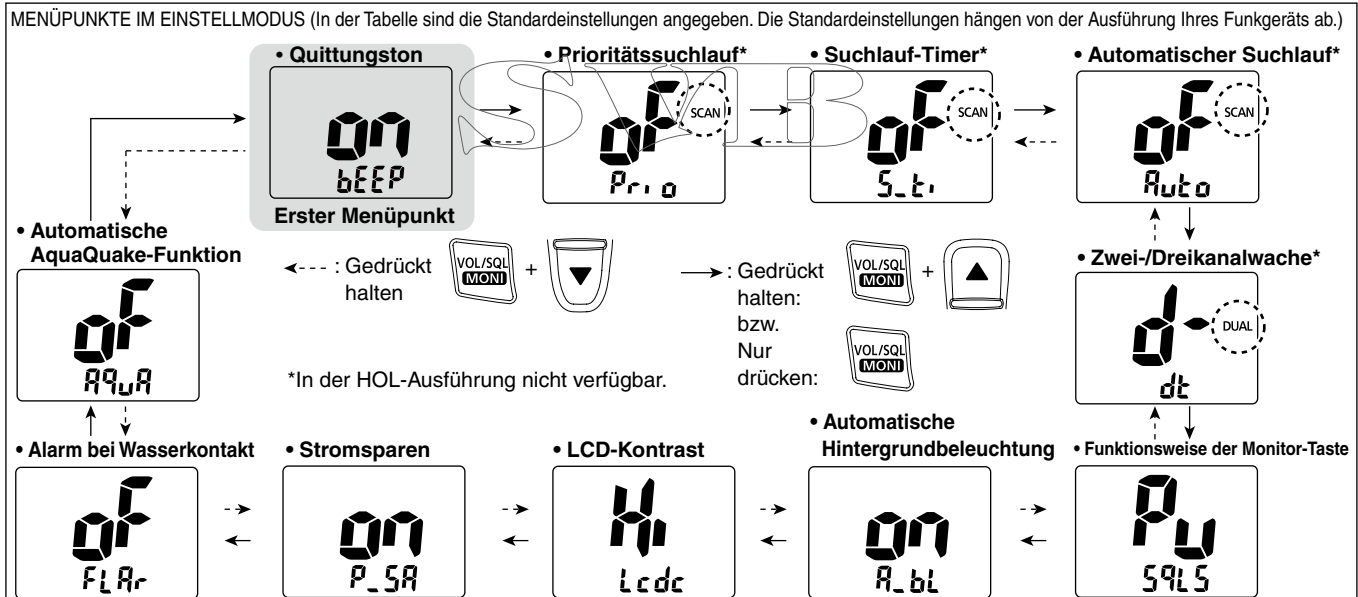 MENÜPUNKTE IM EINSTELLMODUS (In der Tabelle sind die Standardeinstellungen angegeben. Die Standardeinstellungen hängen von der Ausführung Ihres Funkgeräts ab.)
• Quittungston
on
bEEP
Erster Menüpunkt
• Prioritätssuchlauf*
oF
SCAN
Prio
• Suchlauf-Timer*
oF
SCAN
S_ti
• Automatischer Suchlauf*
oF
SCAN
Auto
• Automatische
AquaQuake-Funktion
oF
AquA
: Gedrückt
halten
VOL/SQL
MONI
+
▼
: Gedrückt
halten:
bzw.
Nur
drücken:
VOL/SQL
MONI
+
▲
VOL/SQL
MONI
*In der HOL-Ausführung nicht verfügbar.
• Zwei-/Dreikanalwache*
d-
DUAL
dt
• Alarm bei Wasserkontakt
oF
FLAr
• Stromsparen
on
P_SA
• LCD-Kontrast
Hi
Lcdc
• Automatische
Hintergrundbeleuchtung
on
A_bL
• Funktionsweise der Monitor-Taste
Pu
SqLS